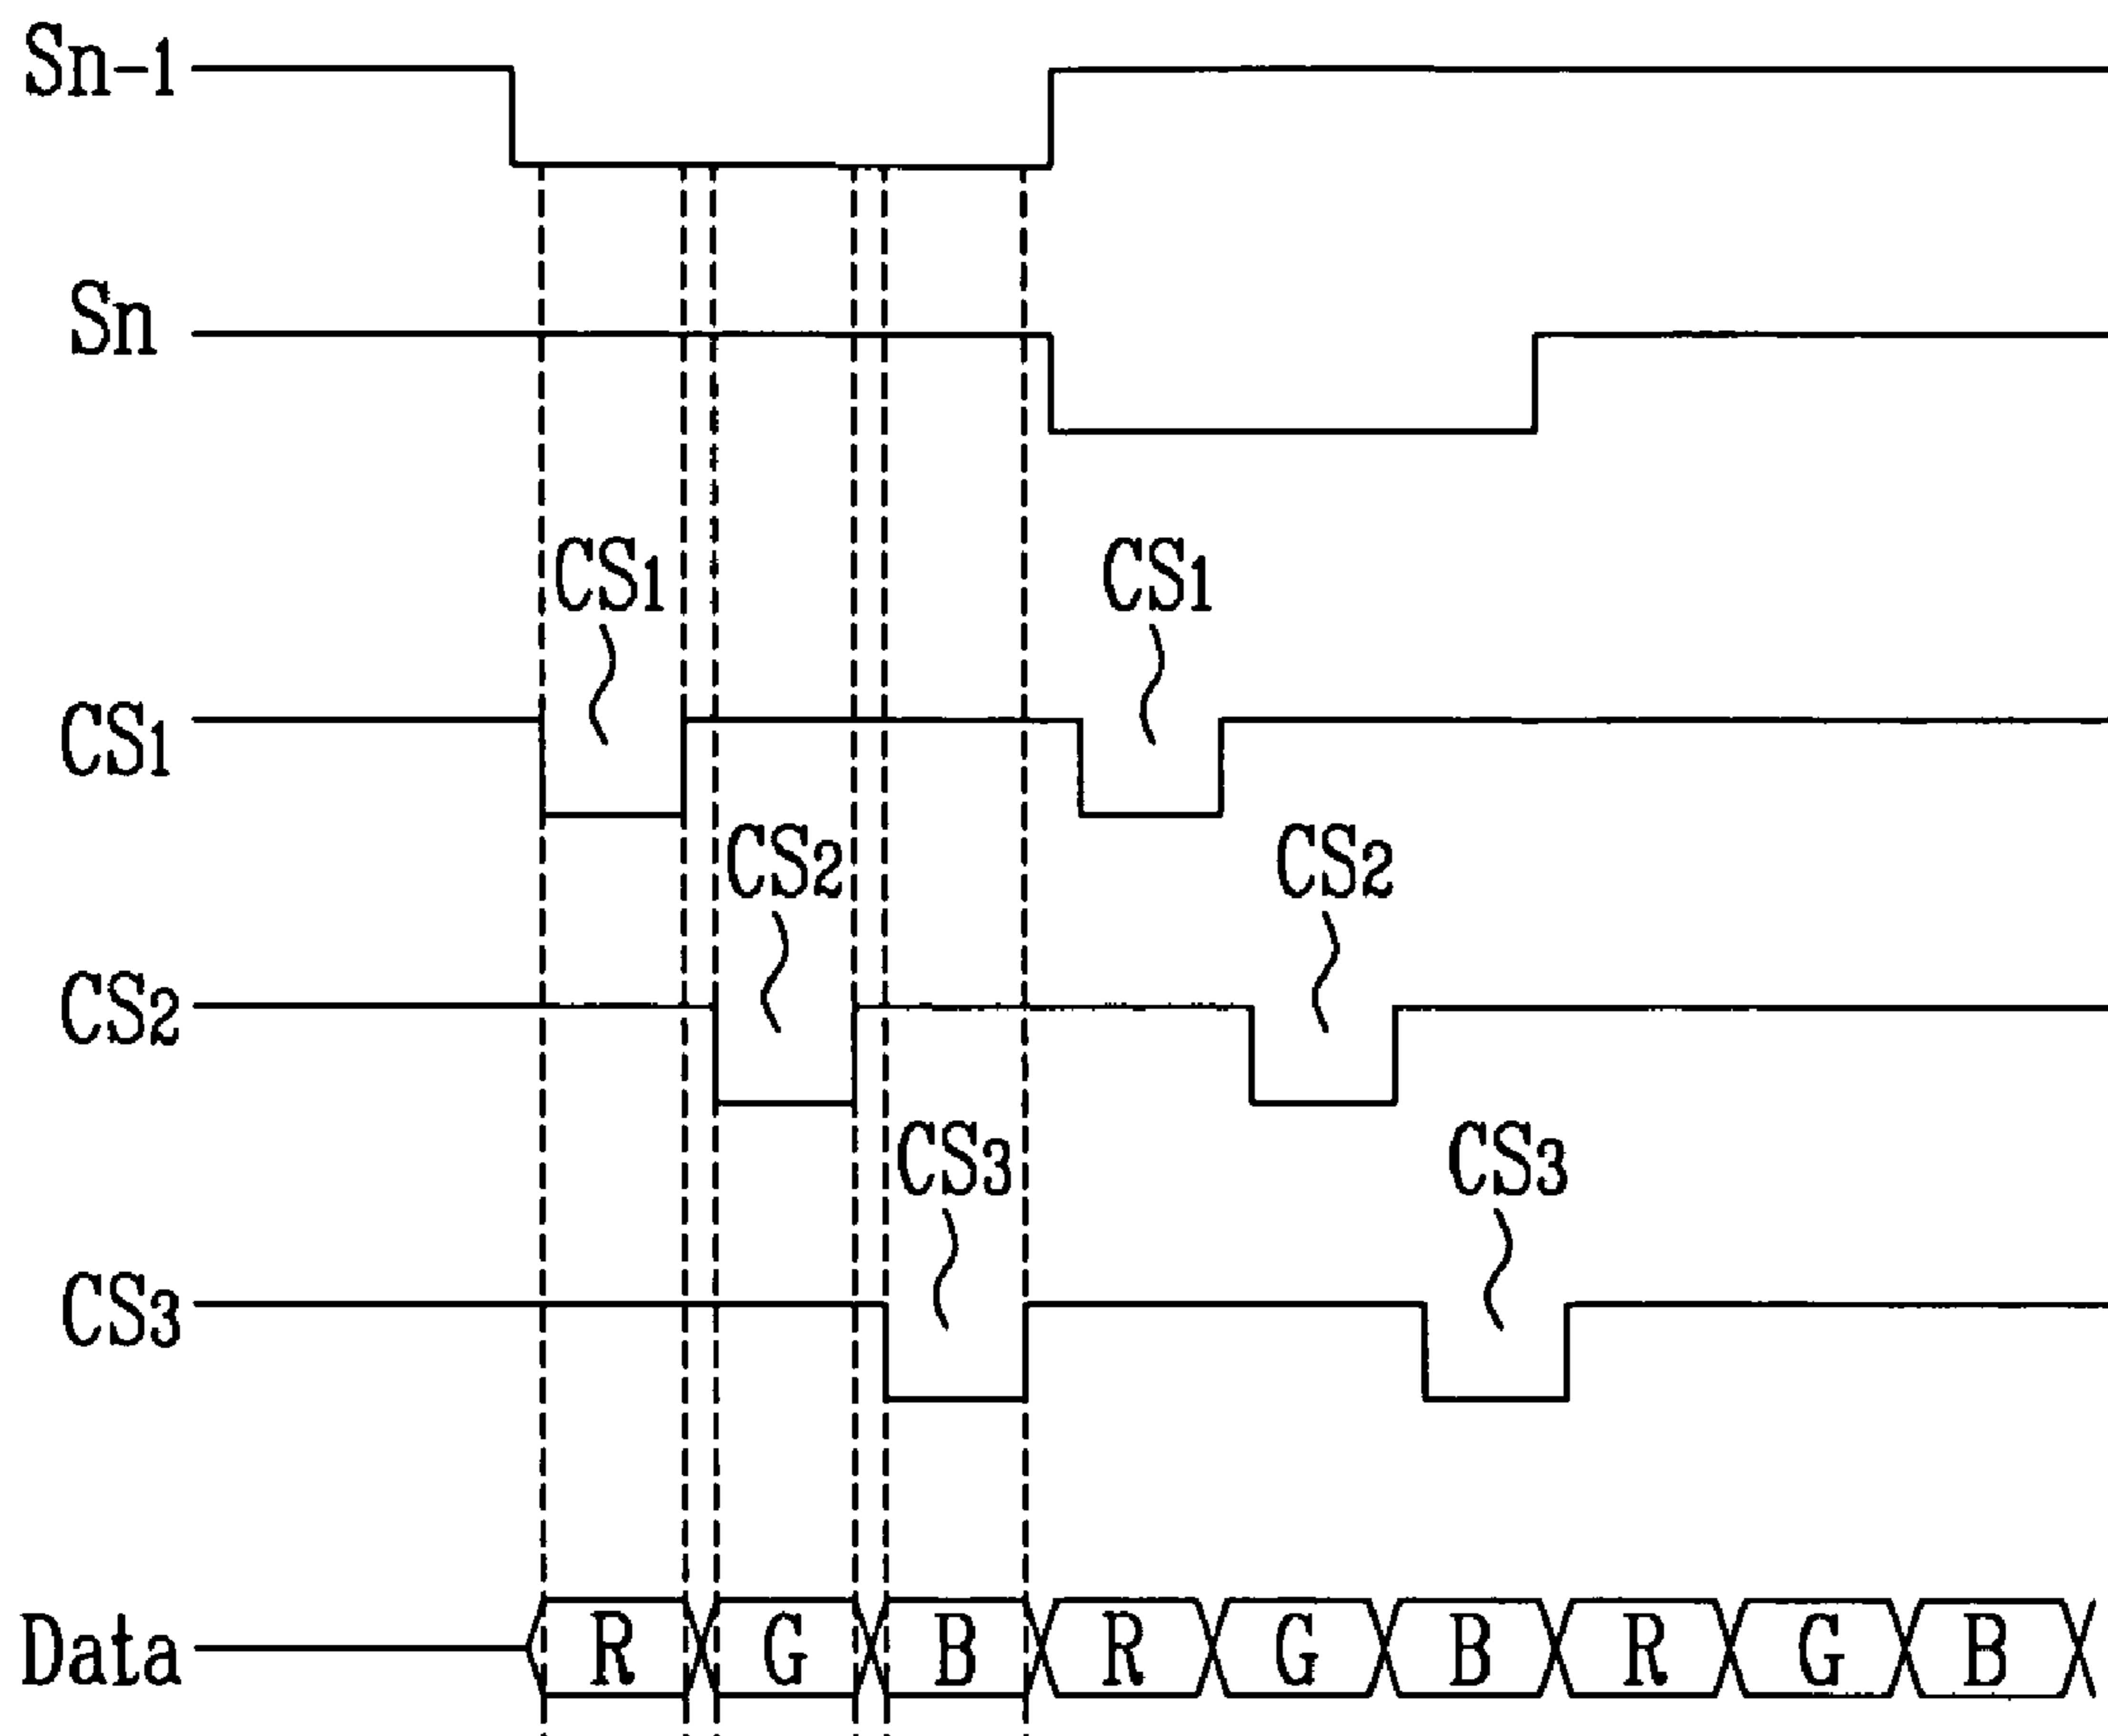 Sn-1
Sn
CS1 CS1
CS1
CS2 CS2
CS2
CS3 CS3
CS3
Data R G B R G B R G B